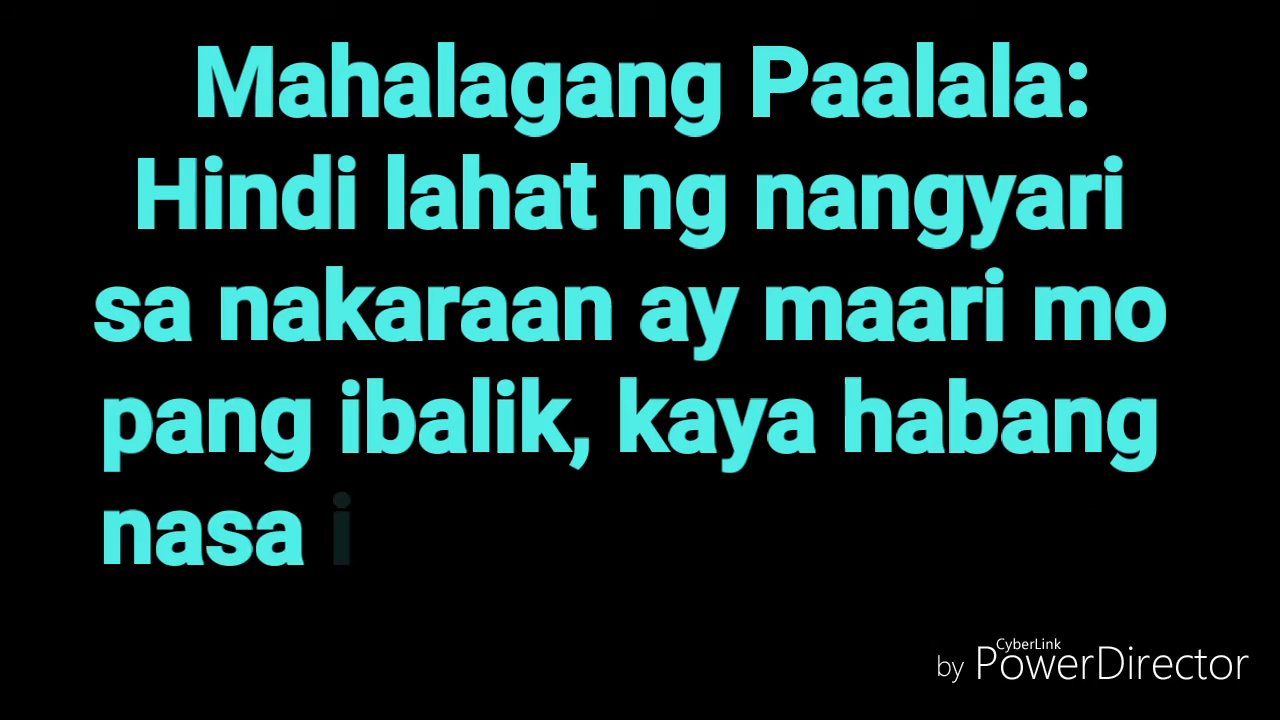 Mahalagang Paalala:
Hindi lahat ng nangyari
sa nakaraan ay maari mo
pang ibalik, kaya habang
nasa i
by CyberLink PowerDirector